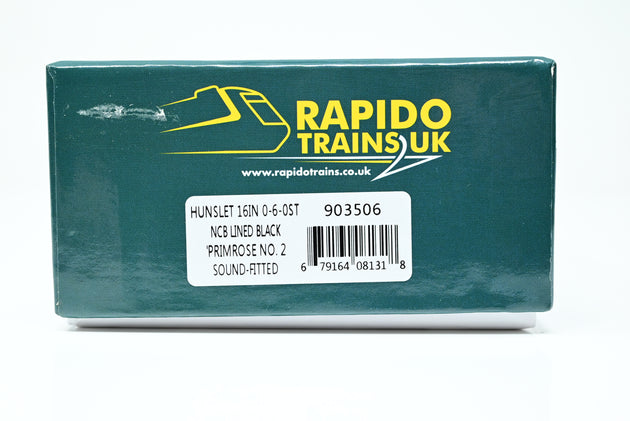 RAPIDO
TRAINS UK
www.rapidotrains.co.uk
HUNSLET 16IN 0-6-0ST 903506
NCB LINED BLACK
'PRIMROSE NO. 2
SOUND-FITTED
6 79164 08131 8